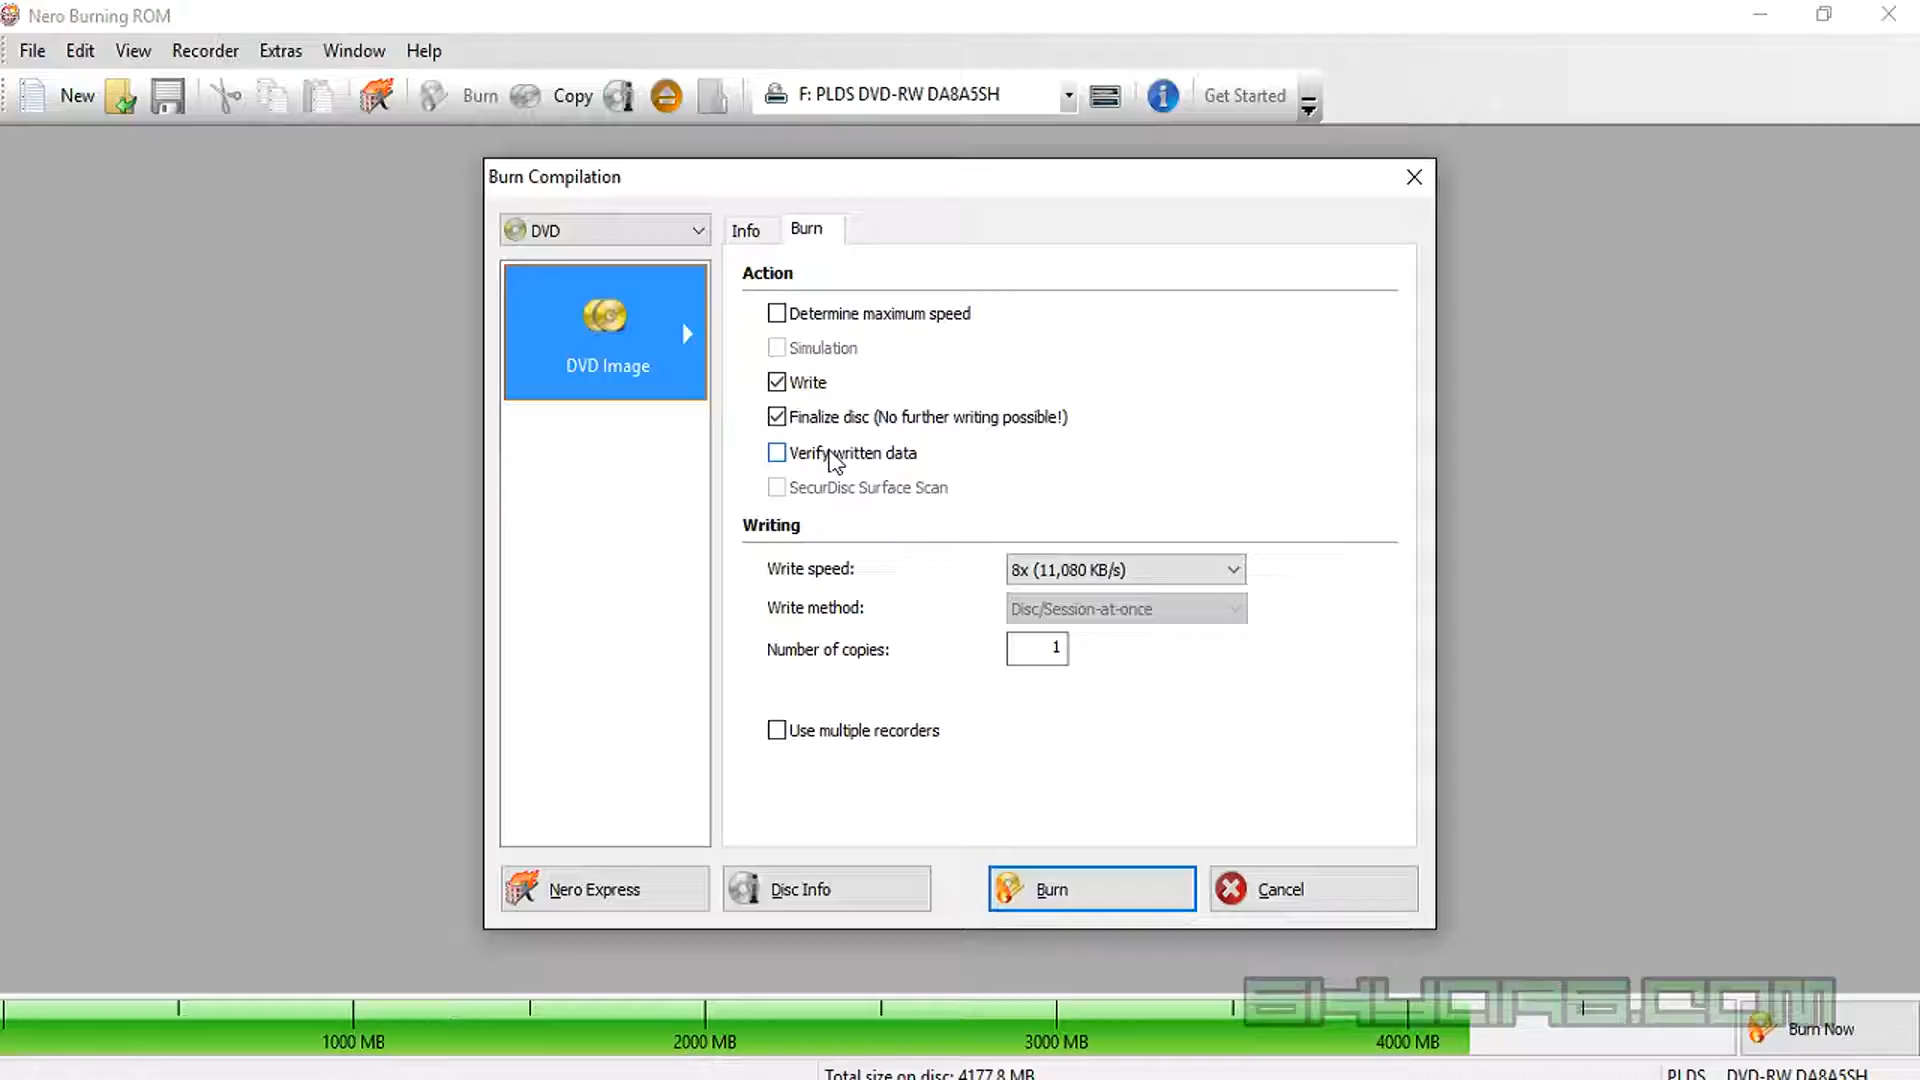 Nero Burning ROM
File Edit View Recorder Extras Window Help
New Burn Copy F: PLDS DVD-RW DA8A5SH Get Started
Burn Compilation
DVD Info Burn
DVD Image
Action
Determine maximum speed
Simulation
Write
Finalize disc (No further writing possible!)
Verify written data
SecurDisc Surface Scan
Writing
Write speed: 8x (11,080 KB/s)
Write method: Disc/Session-at-once
Number of copies: 1
Use multiple recorders
Nero Express Disc Info Burn Cancel
1000 MB 2000 MB 3000 MB 4000 MB Burn Now
Total size on disc: 4177.8 MB PLDS DVD-RW DA8A5SH